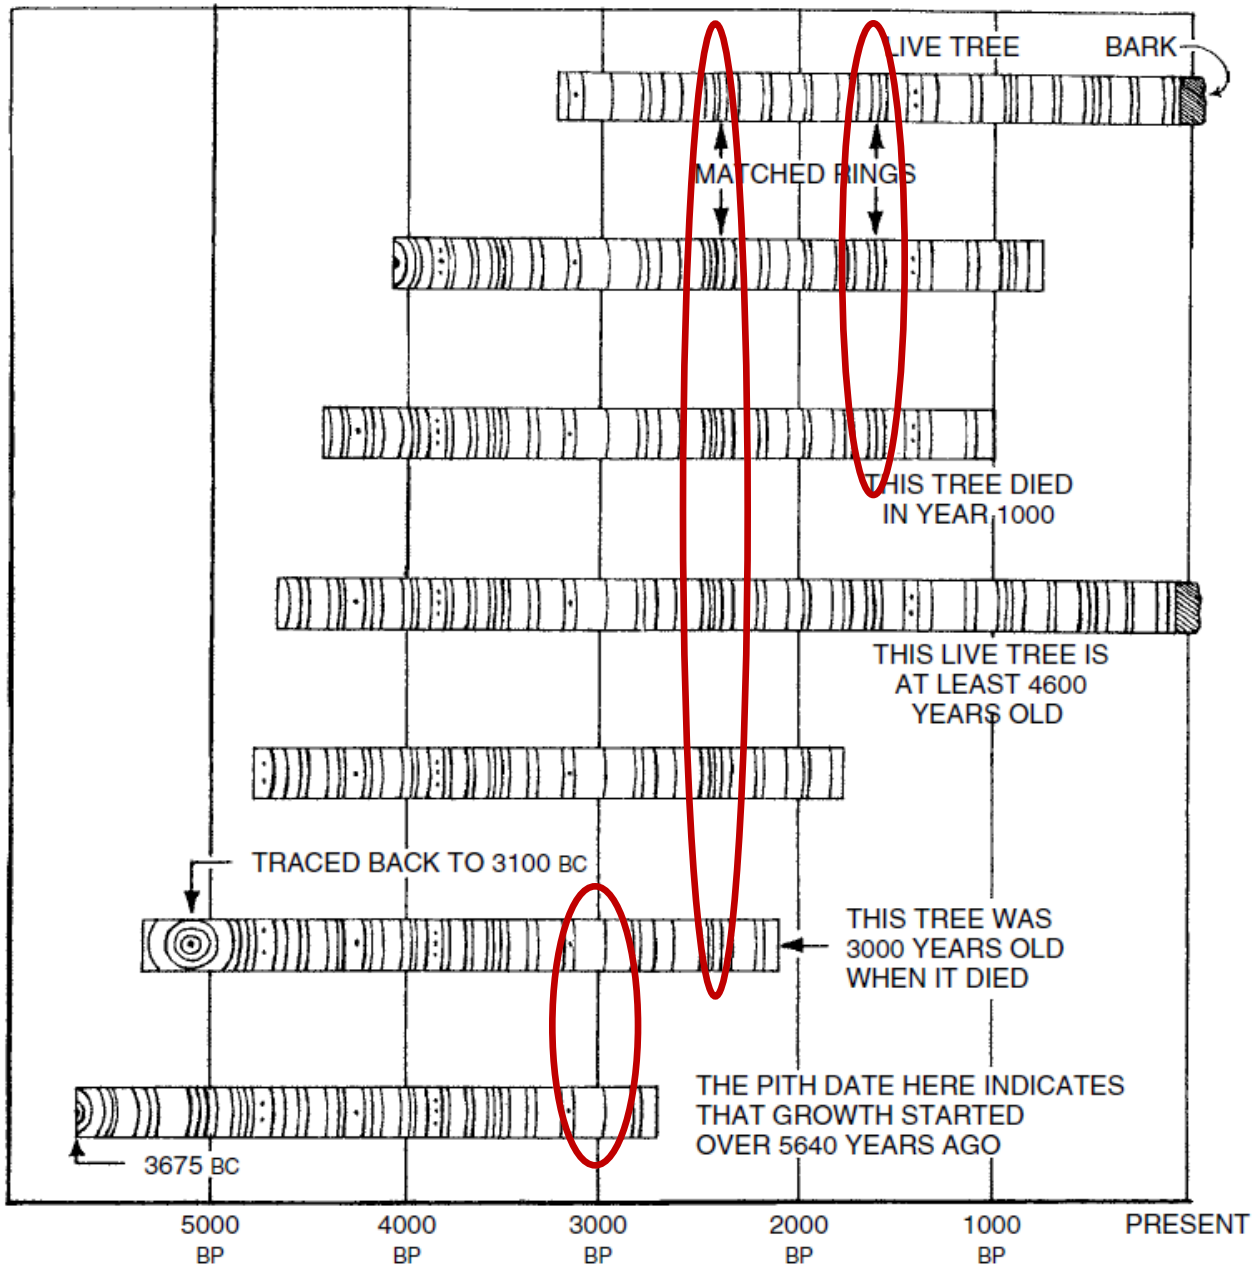 LIVE TREE
BARK
MATCHED RINGS
THIS TREE DIED
IN YEAR 1000
THIS LIVE TREE IS
AT LEAST 4600
YEARS OLD
TRACED BACK TO 3100 BC
THIS TREE WAS
3000 YEARS OLD
WHEN IT DIED
THE PITH DATE HERE INDICATES
THAT GROWTH STARTED
OVER 5640 YEARS AGO
3675 BC
5000 4000 3000 2000 1000 PRESENT
BP BP BP BP BP